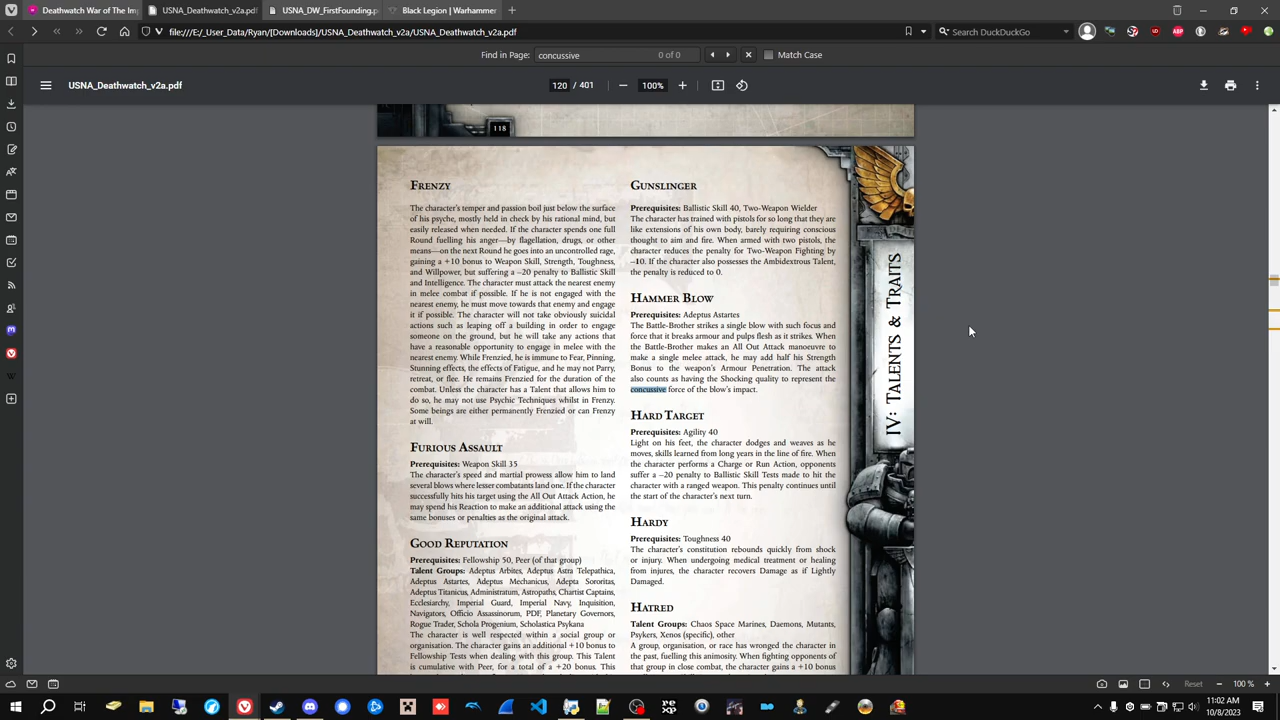 Deathwatch War of The Im
USNA_Deathwatch_v2a.pdf
USNA_DW_FirstFounding.p
Black Legion | Warhammer
file:///E:/_User_Data/Ryan/[Downloads]/USNA_Deathwatch_v2a/USNA_Deathwatch_v2a.pdf
Search DuckDuckGo
Find in Page: concussive 0 of 0 Match Case
USNA_Deathwatch_v2a.pdf
120 / 401
100%
118
Frenzy
The character's temper and passion boil just below the surface
of his psyche, mostly held in check by his rational mind, but
easily released when needed. If the character spends one full
Round fuelling his anger—by flagellation, drugs, or other
means—on the next Round he goes into an uncontrolled rage,
gaining a +10 bonus to Weapon Skill, Strength, Toughness,
and Willpower, but suffering a –20 penalty to Ballistic Skill
and Intelligence. The character must attack the nearest enemy
in melee combat if possible. If he is not engaged with the
nearest enemy, he must move towards that enemy and engage
it if possible. The character will not take obviously suicidal
actions such as leaping off a building in order to engage
someone on the ground, but he will take any actions that
have a reasonable opportunity to engage in melee with the
nearest enemy. While Frenzied, he is immune to Fear, Pinning,
Stunning effects, the effects of Fatigue, and he may not Parry,
retreat, or flee. He remains Frenzied for the duration of the
combat. Unless the character has a Talent that allows him to
do so, he may not use Psychic Techniques whilst in Frenzy.
Some beings are either permanently Frenzied or can Frenzy
at will.
Furious Assault
Prerequisites: Weapon Skill 35
The character's speed and martial prowess allow him to land
several blows where lesser combatants land one. If the character
successfully hits his target using the All Out Attack Action, he
may spend his Reaction to make an additional attack using the
same bonuses or penalties as the original attack.
Good Reputation
Prerequisites: Fellowship 50, Peer (of that group)
Talent Groups: Adeptus Arbites, Adeptus Astra Telepathica,
Adeptus Astartes, Adeptus Mechanicus, Adepta Sororitas,
Adeptus Titanicus, Administratum, Astropaths, Chartist Captains,
Ecclesiarchy, Imperial Guard, Imperial Navy, Inquisition,
Navigators, Officio Assassinorum, PDF, Planetary Governors,
Rogue Trader, Schola Progenium, Scholastica Psykana
The character is well respected within a social group or
organisation. The character gains an additional +10 bonus to
Fellowship Tests when dealing with this group. This Talent
is cumulative with Peer, for a total of a +20 bonus. This
Gunslinger
Prerequisites: Ballistic Skill 40, Two-Weapon Wielder
The character has trained with pistols for so long that they are
like extensions of his own body, barely requiring conscious
thought to aim and fire. When armed with two pistols, the
character reduces the penalty for Two-Weapon Fighting by
–10. If the character also possesses the Ambidextrous Talent,
the penalty is reduced to 0.
Hammer Blow
Prerequisites: Adeptus Astartes
The Battle-Brother strikes a single blow with such focus and
force that it breaks armour and pulps flesh as it strikes. When
the Battle-Brother makes an All Out Attack manoeuvre to
make a single melee attack, he may add half his Strength
Bonus to the weapon's Armour Penetration. The attack
also counts as having the Shocking quality to represent the
concussive force of the blow's impact.
Hard Target
Prerequisites: Agility 40
Light on his feet, the character dodges and weaves as he
moves, skills learned from long years in the line of fire. When
the character performs a Charge or Run Action, opponents
suffer a –20 penalty to Ballistic Skill Tests made to hit the
character with a ranged weapon. This penalty continues until
the start of the character's next turn.
Hardy
Prerequisites: Toughness 40
The character's constitution rebounds quickly from shock
or injury. When undergoing medical treatment or healing
from injuries, the character recovers Damage as if Lightly
Damaged.
Hatred
Talent Groups: Chaos Space Marines, Daemons, Mutants,
Psykers, Xenos (specific), other
A group, organisation, or race has wronged the character in
the past, fuelling this animosity. When fighting opponents of
that group in close combat, the character gains a +10 bonus
IV: Talents & Traits
Reset 100 %
11:02 AM
10/8/2023